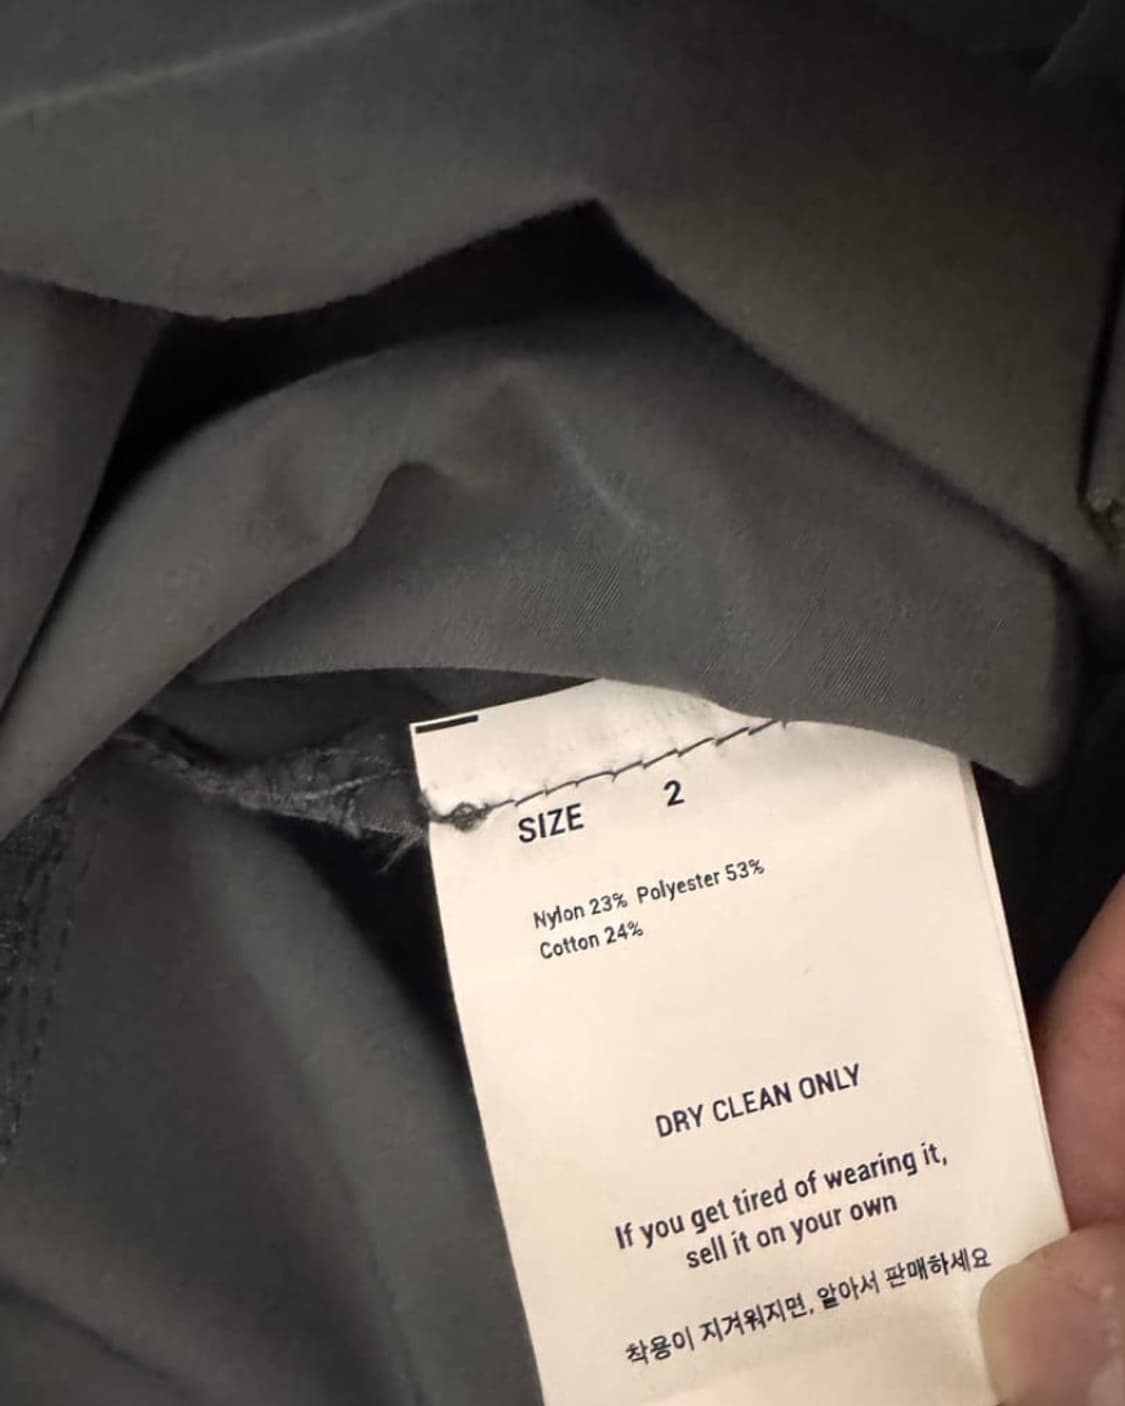 SIZE 2
Nylon 23% Polyester 53%
Cotton 24%
DRY CLEAN ONLY
If you get tired of wearing it,
sell it on your own
착용이 지겨워지면, 알아서 판매하세요